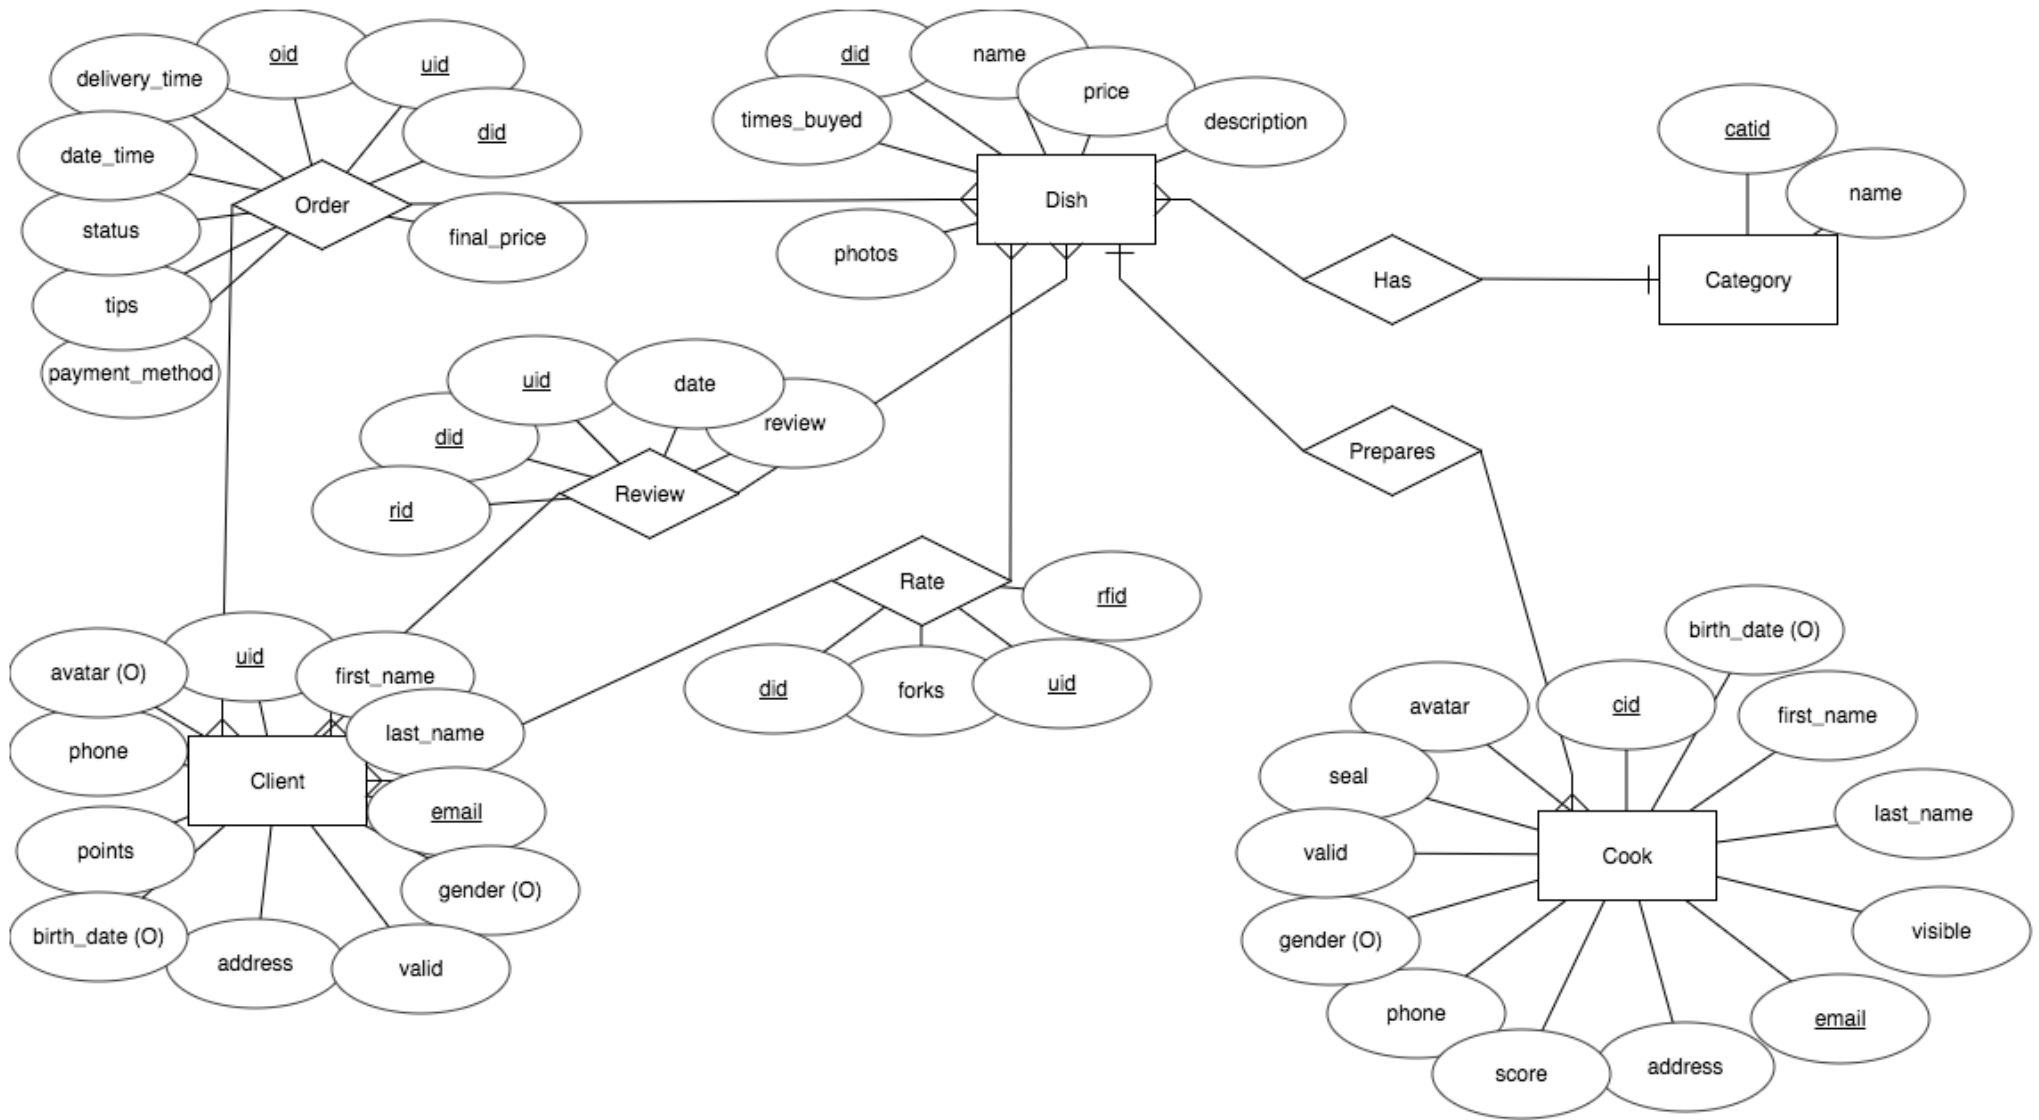 oid
uid
delivery_time
did
date_time
Order
status
final_price
tips
payment_method
did
name
price
times_buyed
description
Dish
photos
catid
name
Has
Category
uid
date
did
review
Review
rid
Prepares
Rate
rfid
did
forks
uid
uid
avatar (O)
first_name
last_name
phone
Client
email
points
gender (O)
birth_date (O)
address
valid
birth_date (O)
cid
avatar
first_name
seal
last_name
valid
Cook
gender (O)
visible
phone
email
score
address